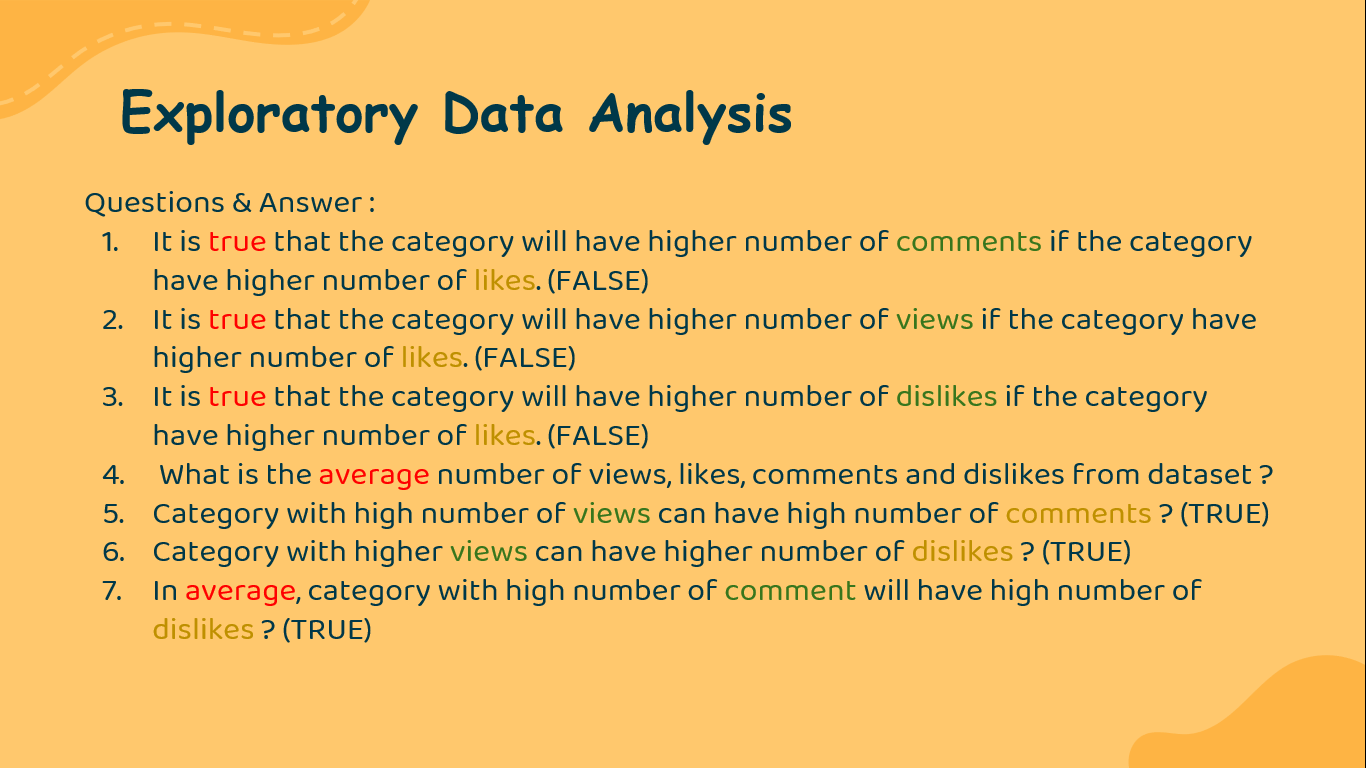 Exploratory Data Analysis
Questions & Answer :
1. It is true that the category will have higher number of comments if the category
have higher number of likes. (FALSE)
2. It is true that the category will have higher number of views if the category have
higher number of likes. (FALSE)
3. It is true that the category will have higher number of dislikes if the category
have higher number of likes. (FALSE)
4. What is the average number of views, likes, comments and dislikes from dataset ?
5. Category with high number of views can have high number of comments ? (TRUE)
6. Category with higher views can have higher number of dislikes ? (TRUE)
7. In average, category with high number of comment will have high number of
dislikes ? (TRUE)